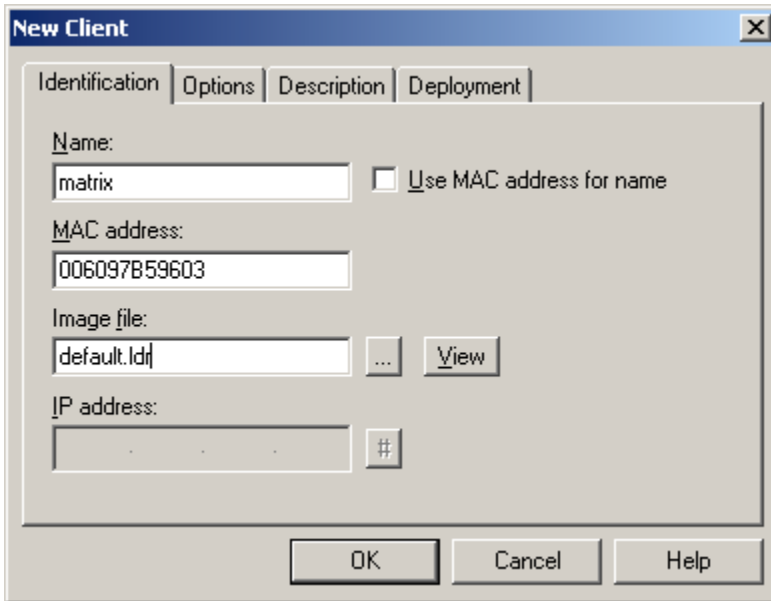 New Client
Identification Options Description Deployment
Name:
matrix Use MAC address for name
MAC address:
006097B59603
Image file:
default.ldr ... View
IP address:
. . . #
OK Cancel Help